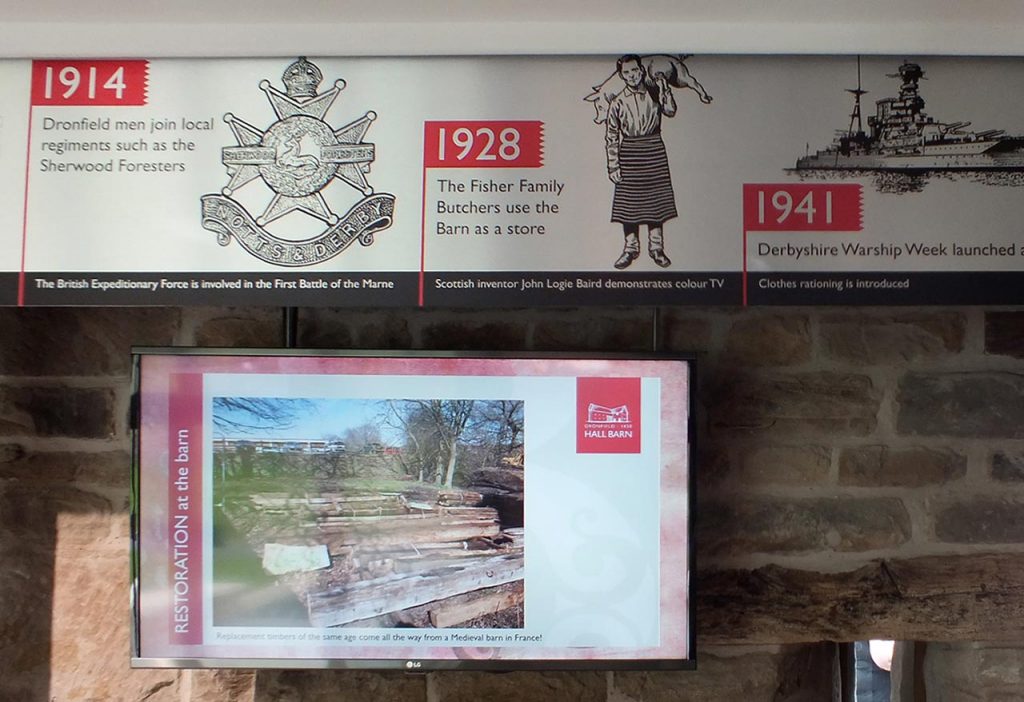 1914
Dronfield men join local
regiments such as the
Sherwood Foresters
SHERWOOD FORESTERS
NOTTS & DERBY
The British Expeditionary Force is involved in the First Battle of the Marne
1928
The Fisher Family
Butchers use the
Barn as a store
Scottish inventor John Logie Baird demonstrates colour TV
1941
Derbyshire Warship Week launched a
Clothes rationing is introduced
RESTORATION at the barn
DRONFIELD · 1430
HALL BARN
Replacement timbers of the same age come all the way from a Medieval barn in France!
LG